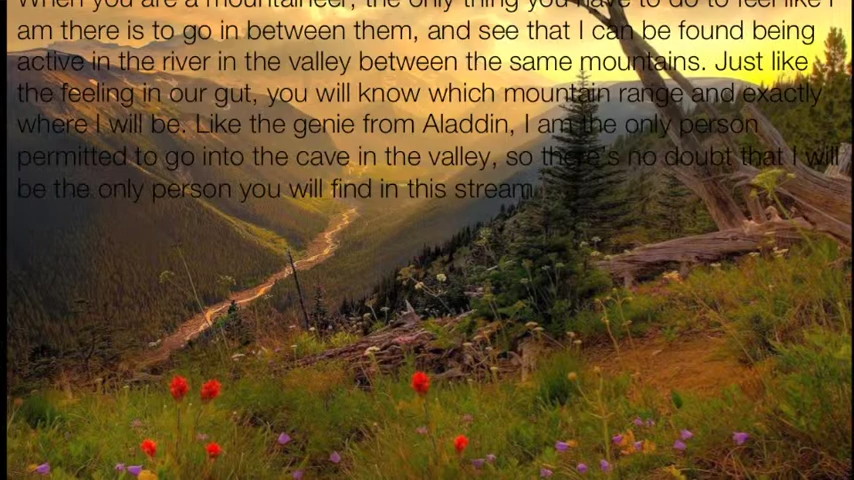 When you are a mountaineer, the only thing you have to do to feel like I
am there is to go in between them, and see that I can be found being
active in the river in the valley between the same mountains. Just like
the feeling in our gut, you will know which mountain range and exactly
where I will be. Like the genie from Aladdin, I am the only person
permitted to go into the cave in the valley, so there's no doubt that I will
be the only person you will find in this stream.